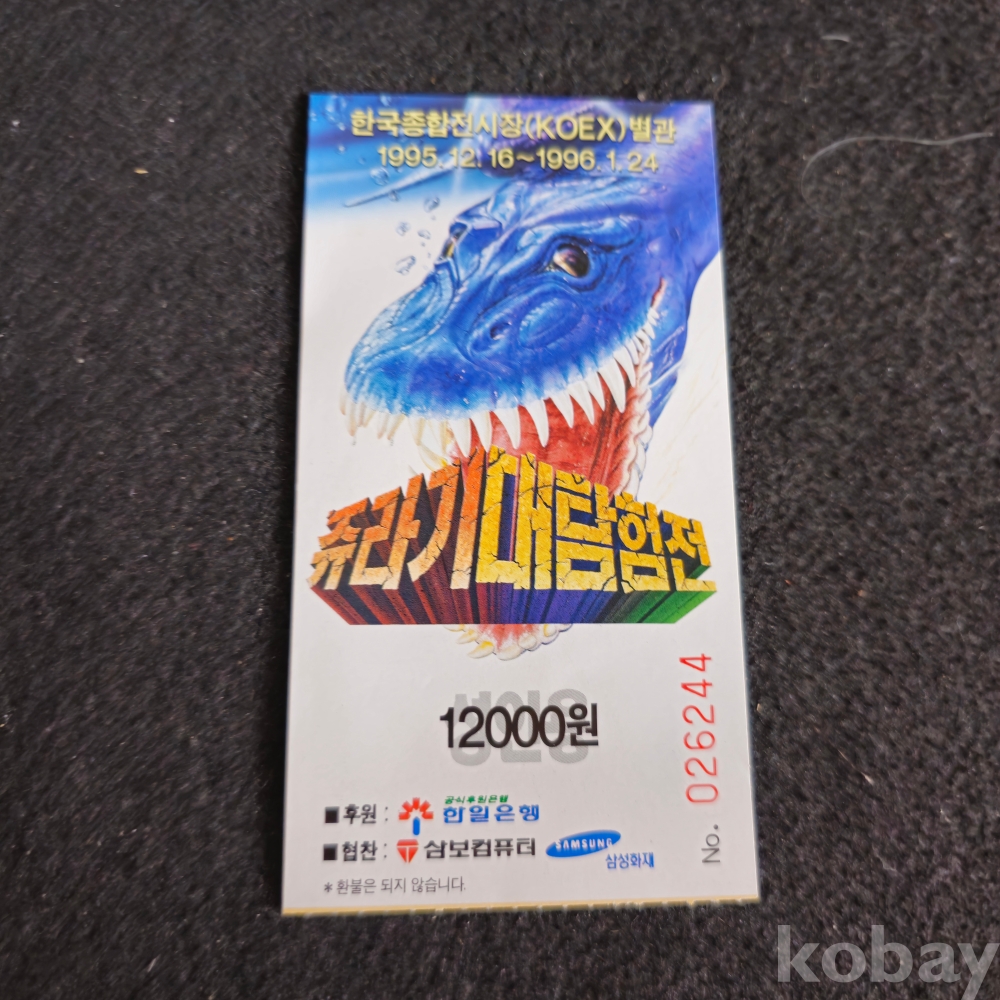 한국종합전시장(KOEX)별관
1995.12.16~1996.1.24
쥬라기대탐험전
성인용
12000원
No. 026244
■후원 : 공식후원은행 한일은행
■협찬 : 삼보컴퓨터 SAMSUNG 삼성화재
*환불은 되지 않습니다.
kobay